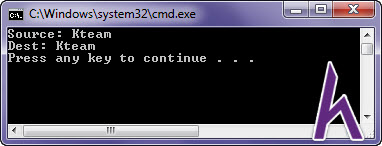 C:\Windows\system32\cmd.exe
Source: Kteam
Dest: Kteam
Press any key to continue . . .